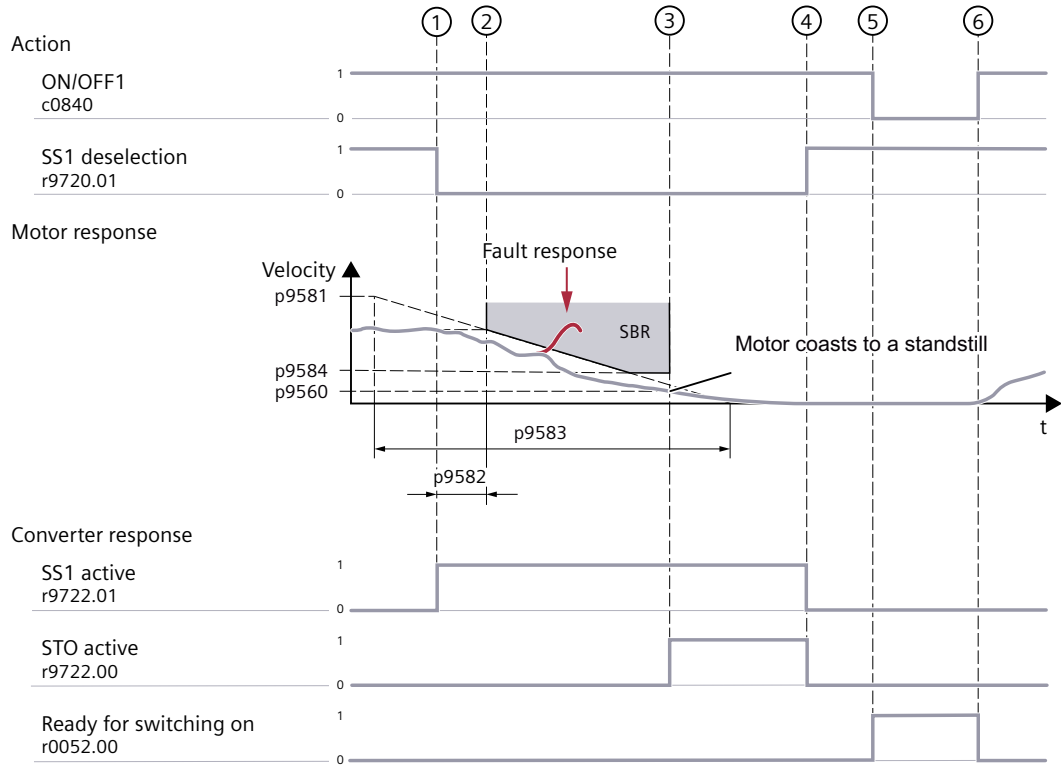 ① ② ③ ④ ⑤ ⑥
Action
ON/OFF1
c0840
1
0
SS1 deselection
r9720.01
1
0
Motor response
Fault response
Velocity
p9581
SBR
Motor coasts to a standstill
p9584
p9560
t
p9583
p9582
Converter response
SS1 active
r9722.01
1
0
STO active
r9722.00
1
0
Ready for switching on
r0052.00
1
0